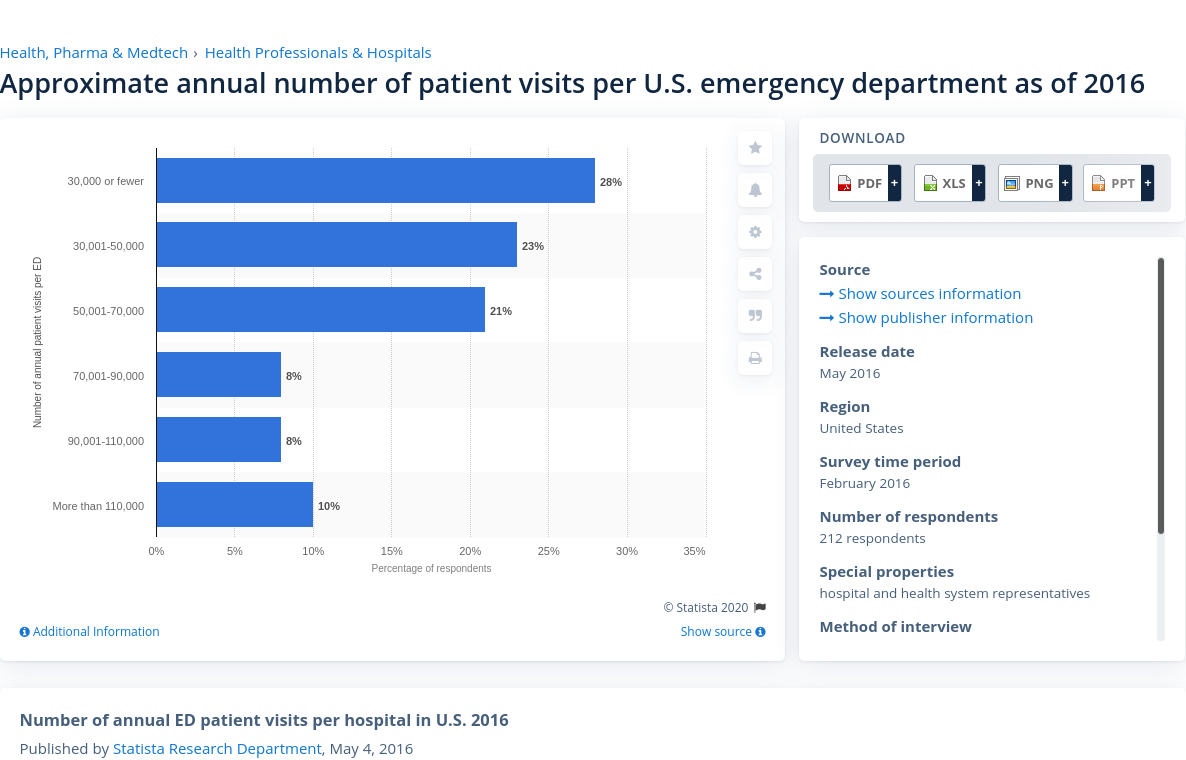 Health, Pharma & Medtech › Health Professionals & Hospitals
Approximate annual number of patient visits per U.S. emergency department as of 2016
Number of annual patient visits per ED
30,000 or fewer 28%
30,001-50,000 23%
50,001-70,000 21%
70,001-90,000 8%
90,001-110,000 8%
More than 110,000 10%
0% 5% 10% 15% 20% 25% 30% 35%
Percentage of respondents
© Statista 2020
Additional Information Show source
DOWNLOAD
PDF + XLS + PNG + PPT +
Source
Show sources information
Show publisher information
Release date
May 2016
Region
United States
Survey time period
February 2016
Number of respondents
212 respondents
Special properties
hospital and health system representatives
Method of interview
Number of annual ED patient visits per hospital in U.S. 2016
Published by Statista Research Department, May 4, 2016